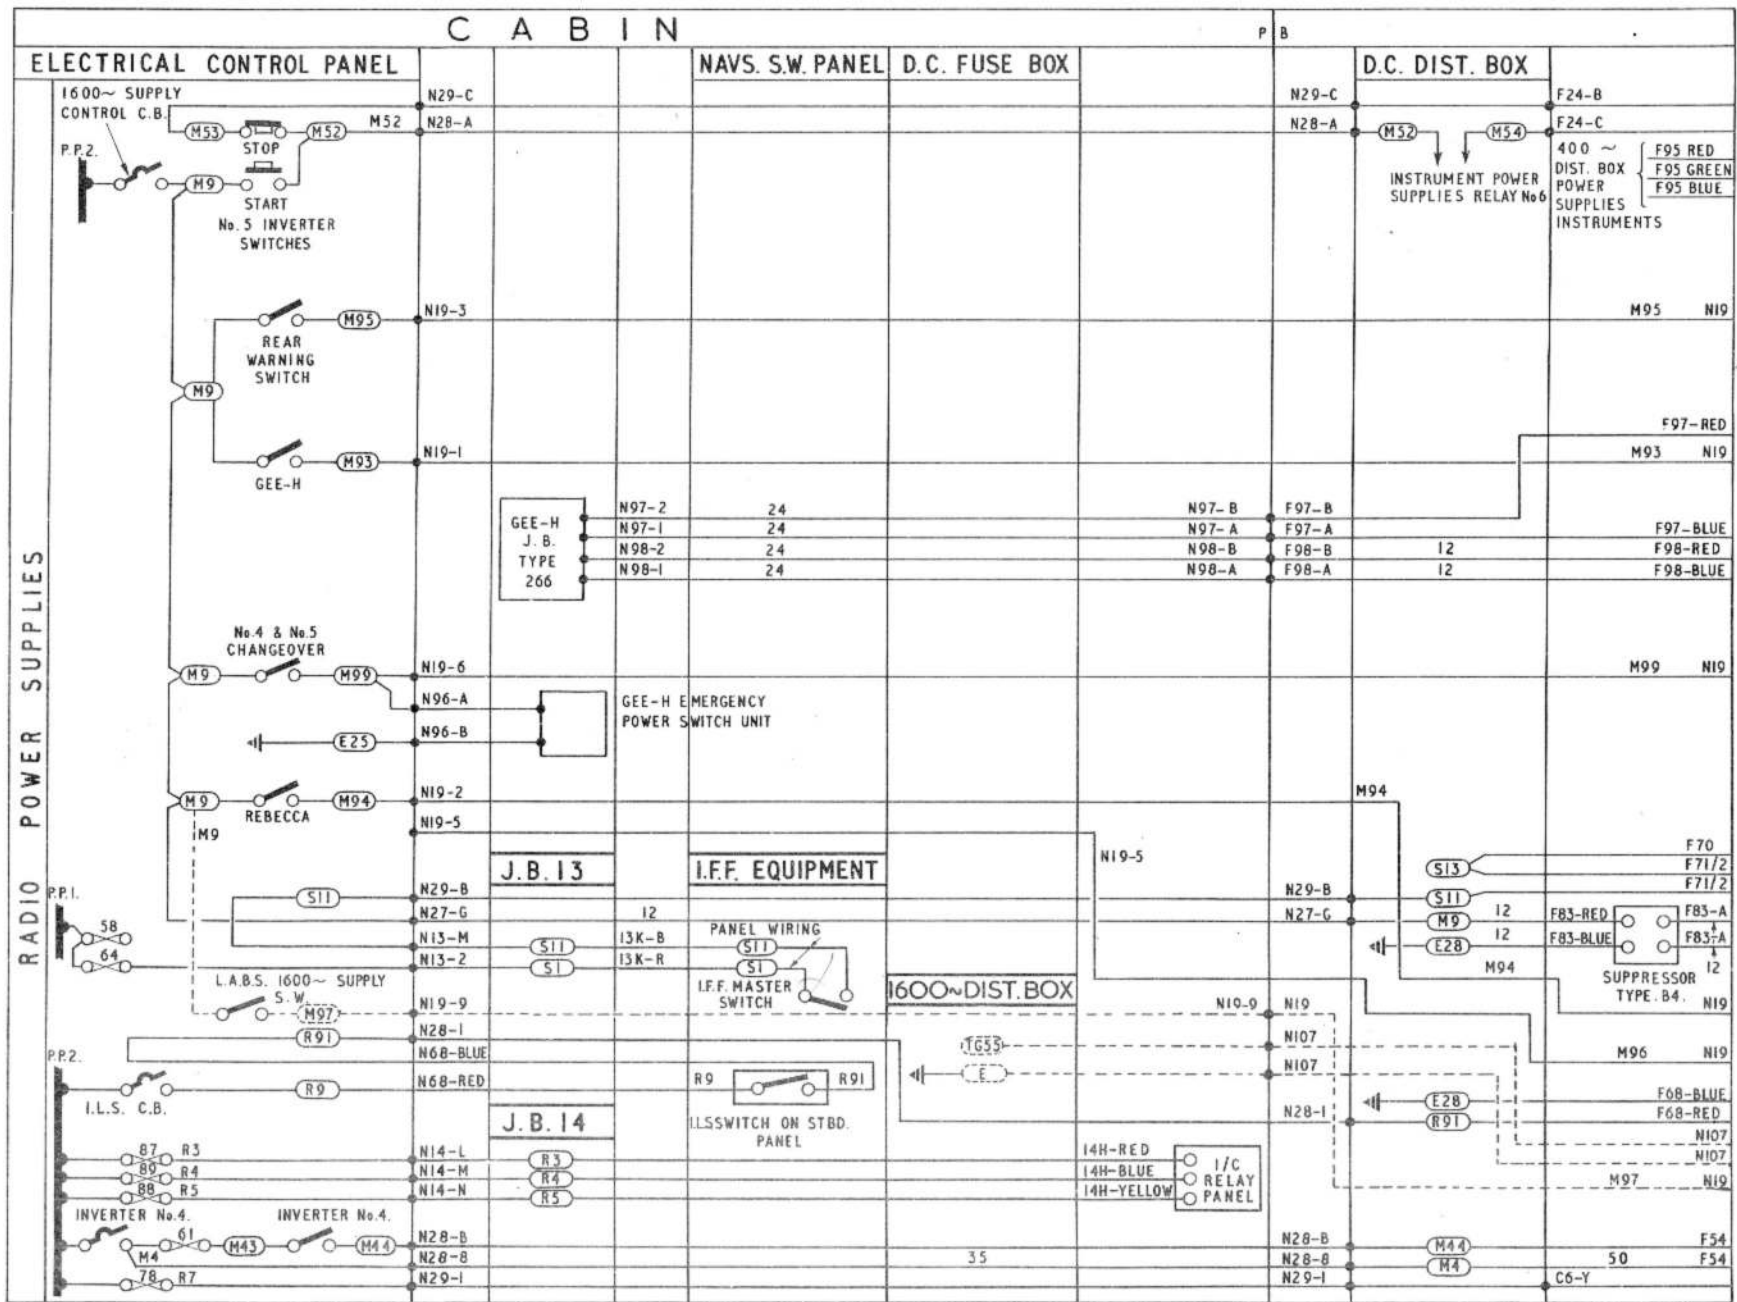 CABIN
P B
ELECTRICAL CONTROL PANEL
NAVS. S.W. PANEL
D.C. FUSE BOX
D.C. DIST. BOX
RADIO POWER SUPPLIES
1600~ SUPPLY
CONTROL C.B.
N29-C
N29-C
F24-B
M53
STOP
M52
M52
N28-A
N28-A
M52
M54
F24-C
P.P.2.
M9
START
No.5 INVERTER
SWITCHES
INSTRUMENT POWER
SUPPLIES RELAY No6
400 ~
DIST. BOX
POWER
SUPPLIES
INSTRUMENTS
F95 RED
F95 GREEN
F95 BLUE
REAR
WARNING
SWITCH
M95
N19-3
M95
N19
M9
F97-RED
GEE-H
M93
N19-1
M93
N19
GEE-H
J.B.
TYPE
266
N97-2
24
N97-B
F97-B
N97-1
24
N97-A
F97-A
F97-BLUE
N98-2
24
N98-B
F98-B
12
F98-RED
N98-1
24
N98-A
F98-A
12
F98-BLUE
No.4 & No.5
CHANGEOVER
M9
M99
N19-6
M99
N19
N96-A
GEE-H EMERGENCY
POWER SWITCH UNIT
E25
N96-B
M9
REBECCA
M94
N19-2
M94
M9
N19-5
N19-5
J.B.13
I.F.F. EQUIPMENT
S13
F70
F71/2
P.P.1.
S11
N29-B
N29-B
S11
F71/2
N27-G
12
N27-G
M9
12
F83-RED
F83-A
58
PANEL WIRING
N13-M
S11
13K-B
S11
E28
12
F83-BLUE
F83-A
64
N13-2
S1
13K-R
S1
M94
12
SUPPRESSOR
TYPE. B4.
I.F.F. MASTER
SWITCH
L.A.B.S. 1600~ SUPPLY
S.W.
M97
N19-9
1600~DIST.BOX
N19-9
N19
N19
R91
N28-1
TG55
N107
P.P.2.
N68-BLUE
M96
N19
E
N107
I.L.S. C.B.
R9
N68-RED
R9
R91
I.L.SSWITCH ON STBD.
PANEL
E28
F68-BLUE
J.B.14
N28-1
R91
F68-RED
N107
N107
87
R3
N14-L
R3
14H-RED
89
R4
N14-M
R4
14H-BLUE
88
R5
N14-N
R5
14H-YELLOW
I/C
RELAY
PANEL
M97
N19
INVERTER No.4.
INVERTER No.4.
61
M43
M44
N28-B
N28-B
M44
F54
M4
N28-8
35
N28-8
M4
50
F54
78
R7
N29-1
N29-1
C6-Y